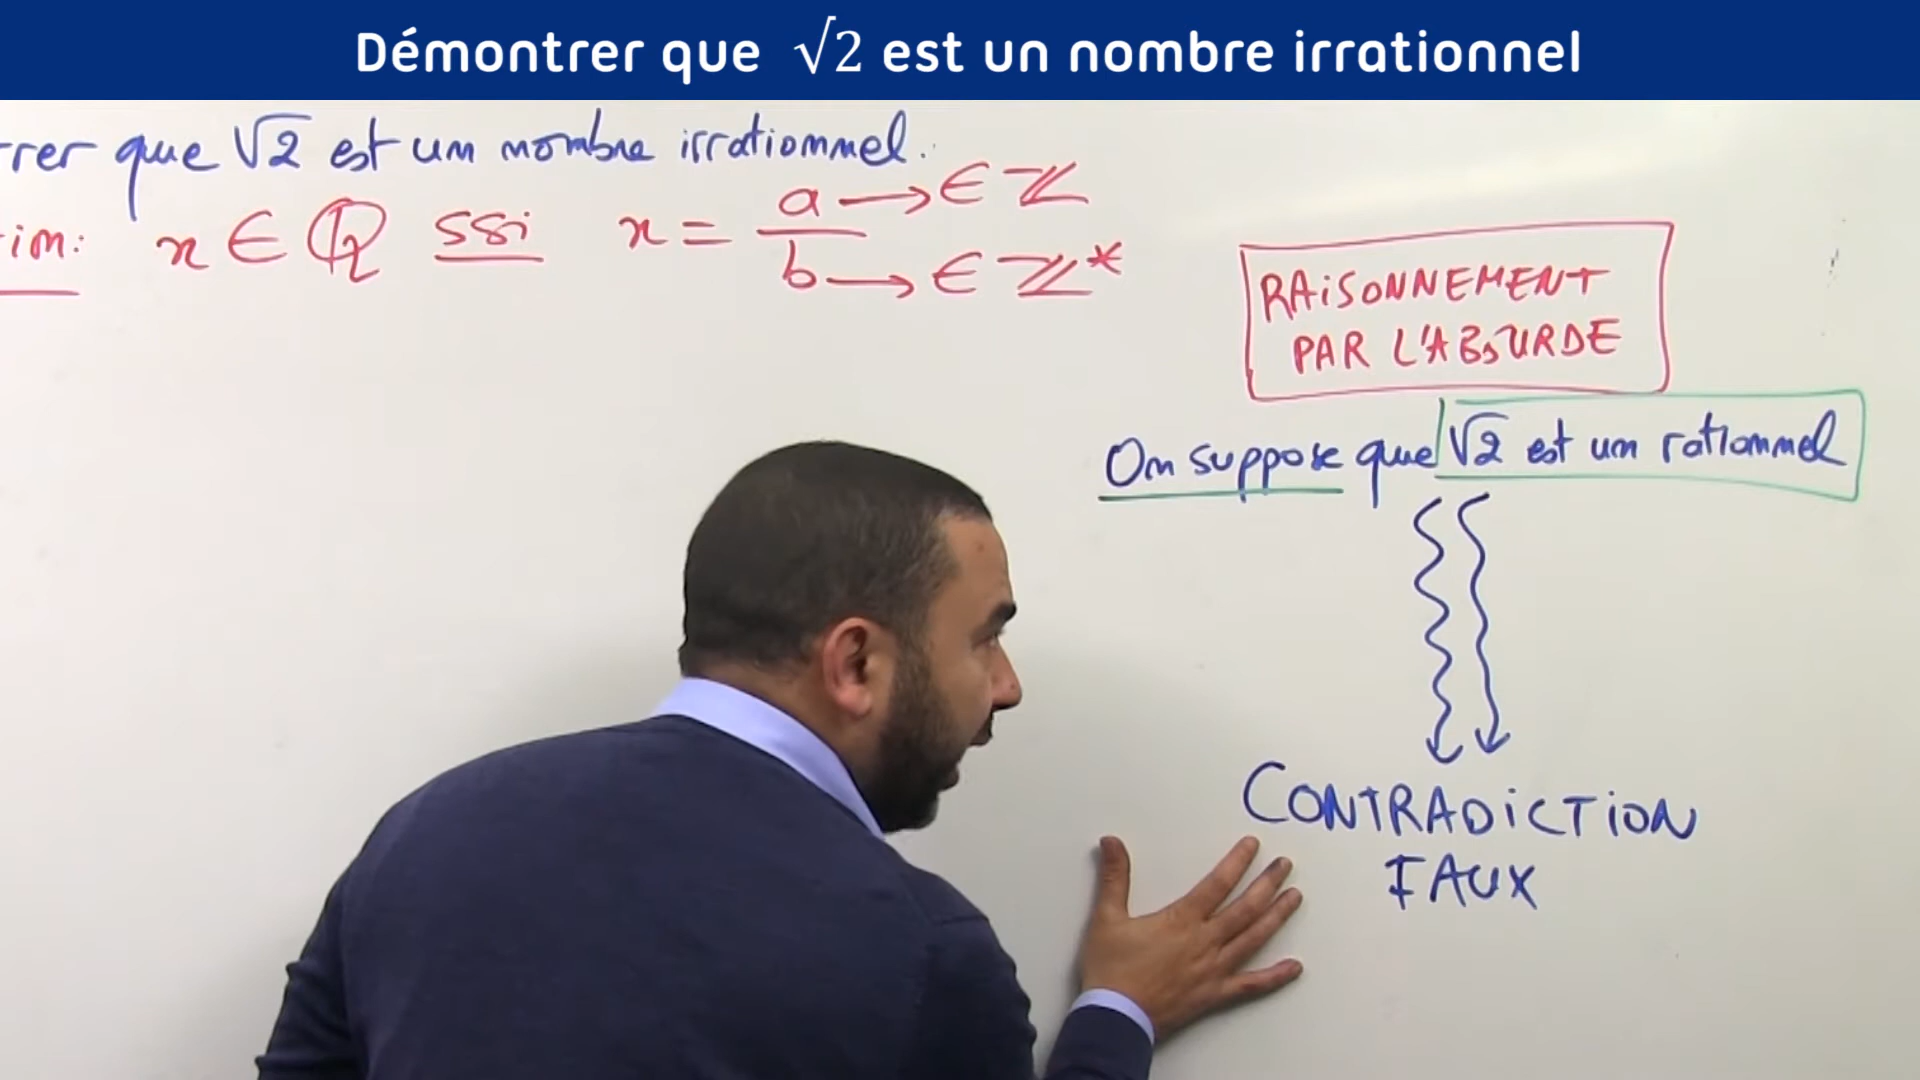 Démontrer que √2 est un nombre irrationnel
rrer que √2 est un nombre irrationnel.
im: x ∈ ℚ ssi x = a/b
a → ∈ ℤ
b → ∈ ℤ*
RAiSONNEMENT
PAR L'ABSURDE
On suppose que √2 est un rationnel
CONTRADiCTiON
FAUX